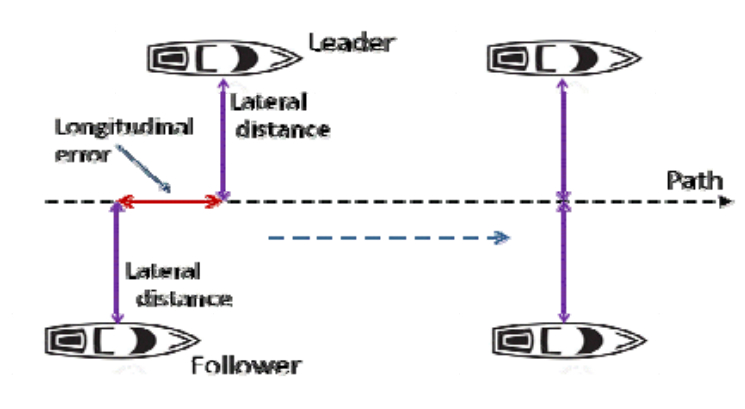 Leader
Lateral
distance
Longitudinal
error
Path
Lateral
distance
Follower